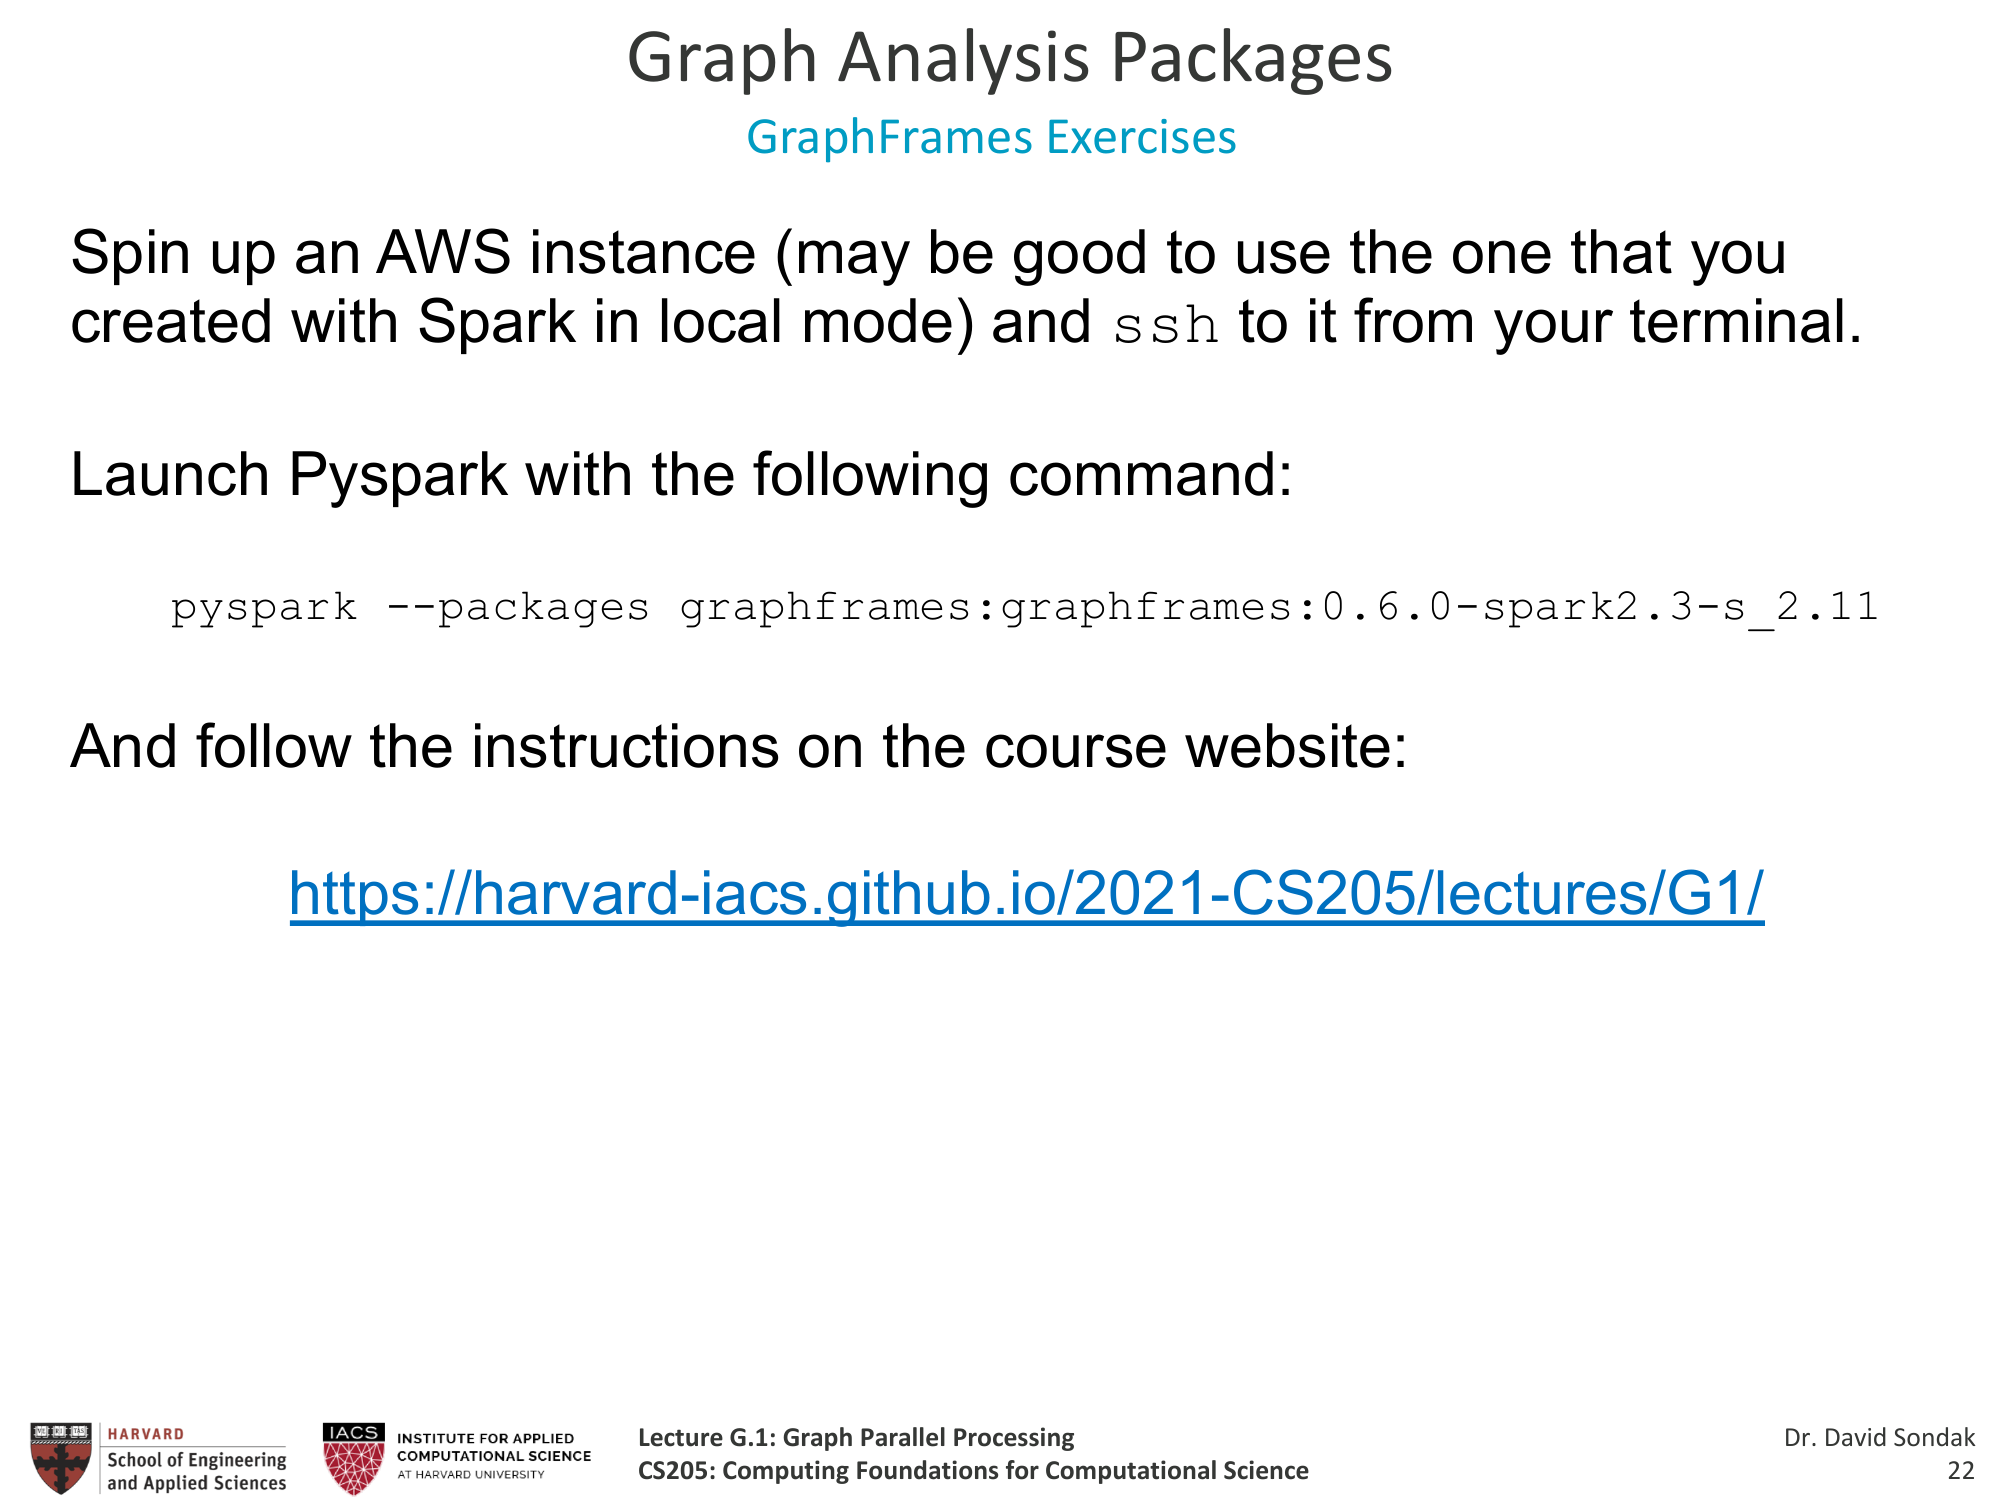 Graph Analysis Packages
GraphFrames Exercises
Spin up an AWS instance (may be good to use the one that you
created with Spark in local mode) and ssh to it from your terminal.
Launch Pyspark with the following command:
pyspark --packages graphframes:graphframes:0.6.0-spark2.3-s_2.11
And follow the instructions on the course website:
https://harvard-iacs.github.io/2021-CS205/lectures/G1/
HARVARD
School of Engineering
and Applied Sciences
IACS
INSTITUTE FOR APPLIED
COMPUTATIONAL SCIENCE
AT HARVARD UNIVERSITY
Lecture G.1: Graph Parallel Processing
CS205: Computing Foundations for Computational Science
Dr. David Sondak
22